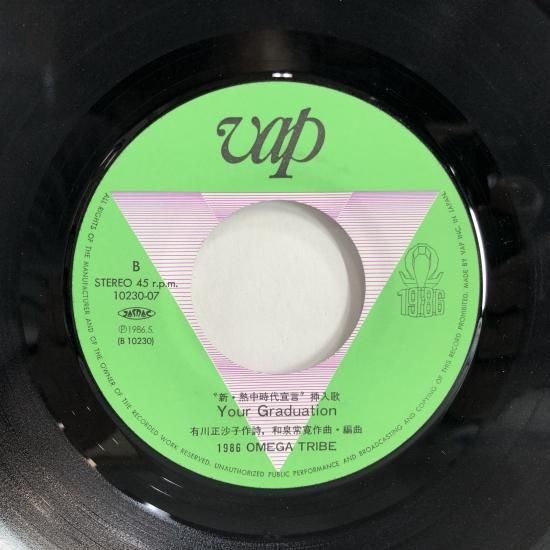 vap
B
STEREO 45 r.p.m.
10230-07
JASRAC
Ⓟ1986.5.
(B 10230)
1986
"新・熱中時代宣言"挿入歌
Your Graduation
有川正沙子作詩, 和泉常寛作曲・編曲
1986 OMEGA TRIBE
ALL RIGHTS OF THE MANUFACTURER AND OF THE OWNER OF THE RECORDED WORK RESERVED. UNAUTHORIZED PUBLIC PERFORMANCE AND BROADCASTING AND COPYING OF THIS RECORD PROHIBITED. MADE BY VAP INC. IN JAPAN.